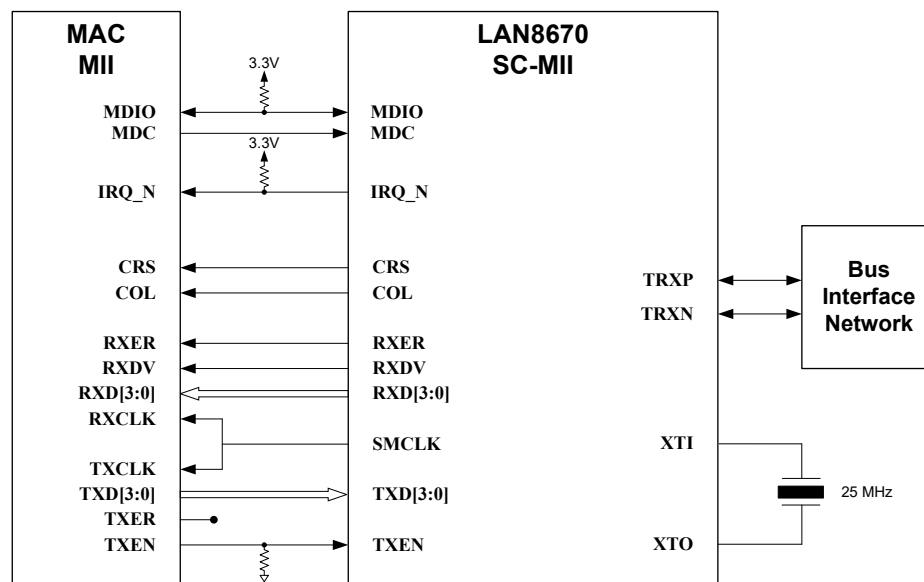 MAC
MII
LAN8670
SC-MII
3.3V
MDIO
MDIO
MDC
MDC
3.3V
IRQ_N
IRQ_N
CRS
CRS
COL
COL
TRXP
TRXN
Bus
Interface
Network
RXER
RXER
RXDV
RXDV
RXD[3:0]
RXD[3:0]
RXCLK
SMCLK
XTI
TXCLK
TXD[3:0]
TXD[3:0]
25 MHz
TXER
TXEN
TXEN
XTO